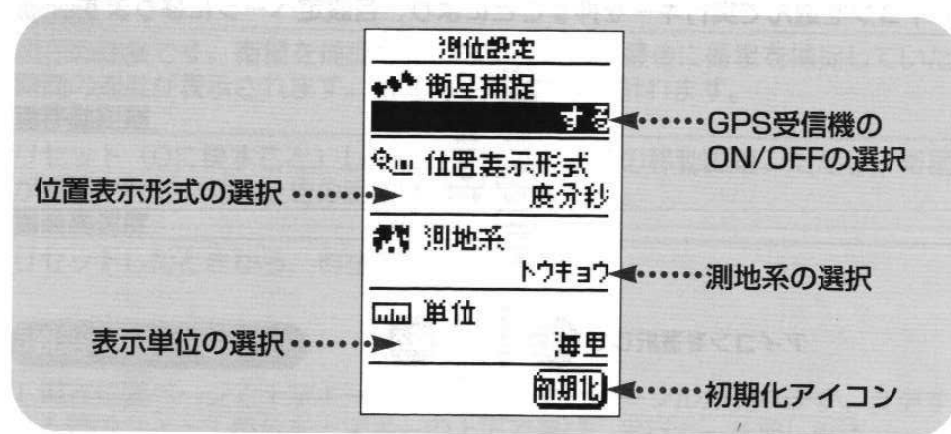 測位設定
衛星捕捉
する
GPS受信機の
ON/OFFの選択
位置表示形式
位置表示形式の選択
度分秒
測地系
トウキョウ
測地系の選択
単位
表示単位の選択
海里
初期化
初期化アイコン